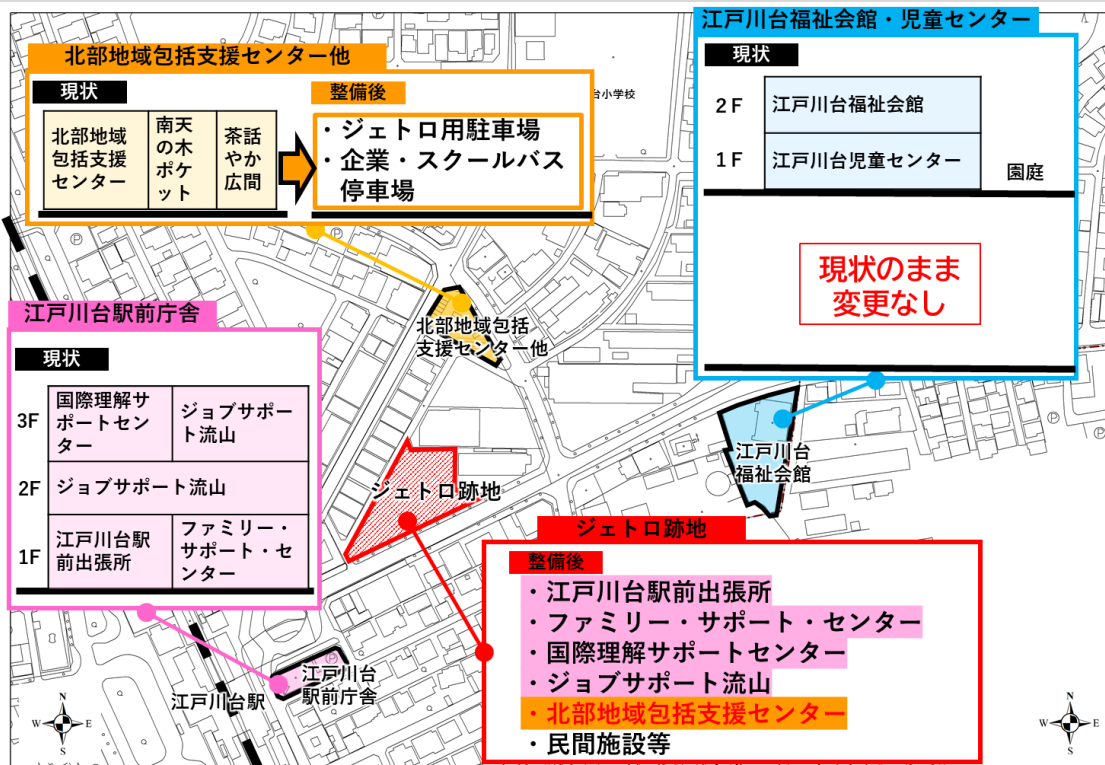 江戸川台福祉会館・児童センター
現状
2F
江戸川台福祉会館
1F
江戸川台児童センター
園庭
現状のまま
変更なし
北部地域包括支援センター他
現状
北部地域
包括支援
センター
南天
の木
ポケ
ット
茶話
やか
広間
整備後
・ジェトロ用駐車場
・企業・スクールバス
停車場
台小学校
北部地域包括
支援センター他
江戸川台駅前庁舎
現状
3F
国際理解サ
ポートセン
ター
ジョブサポー
ト流山
2F
ジョブサポート流山
1F
江戸川台駅
前出張所
ファミリー・
サポート・セ
ンター
ジェトロ跡地
江戸川台
福祉会館
ジェトロ跡地
整備後
・江戸川台駅前出張所
・ファミリー・サポート・センター
・国際理解サポートセンター
・ジョブサポート流山
・北部地域包括支援センター
・民間施設等
江戸川台駅
江戸川台
駅前庁舎
N
W
E
S
N
W
E
S